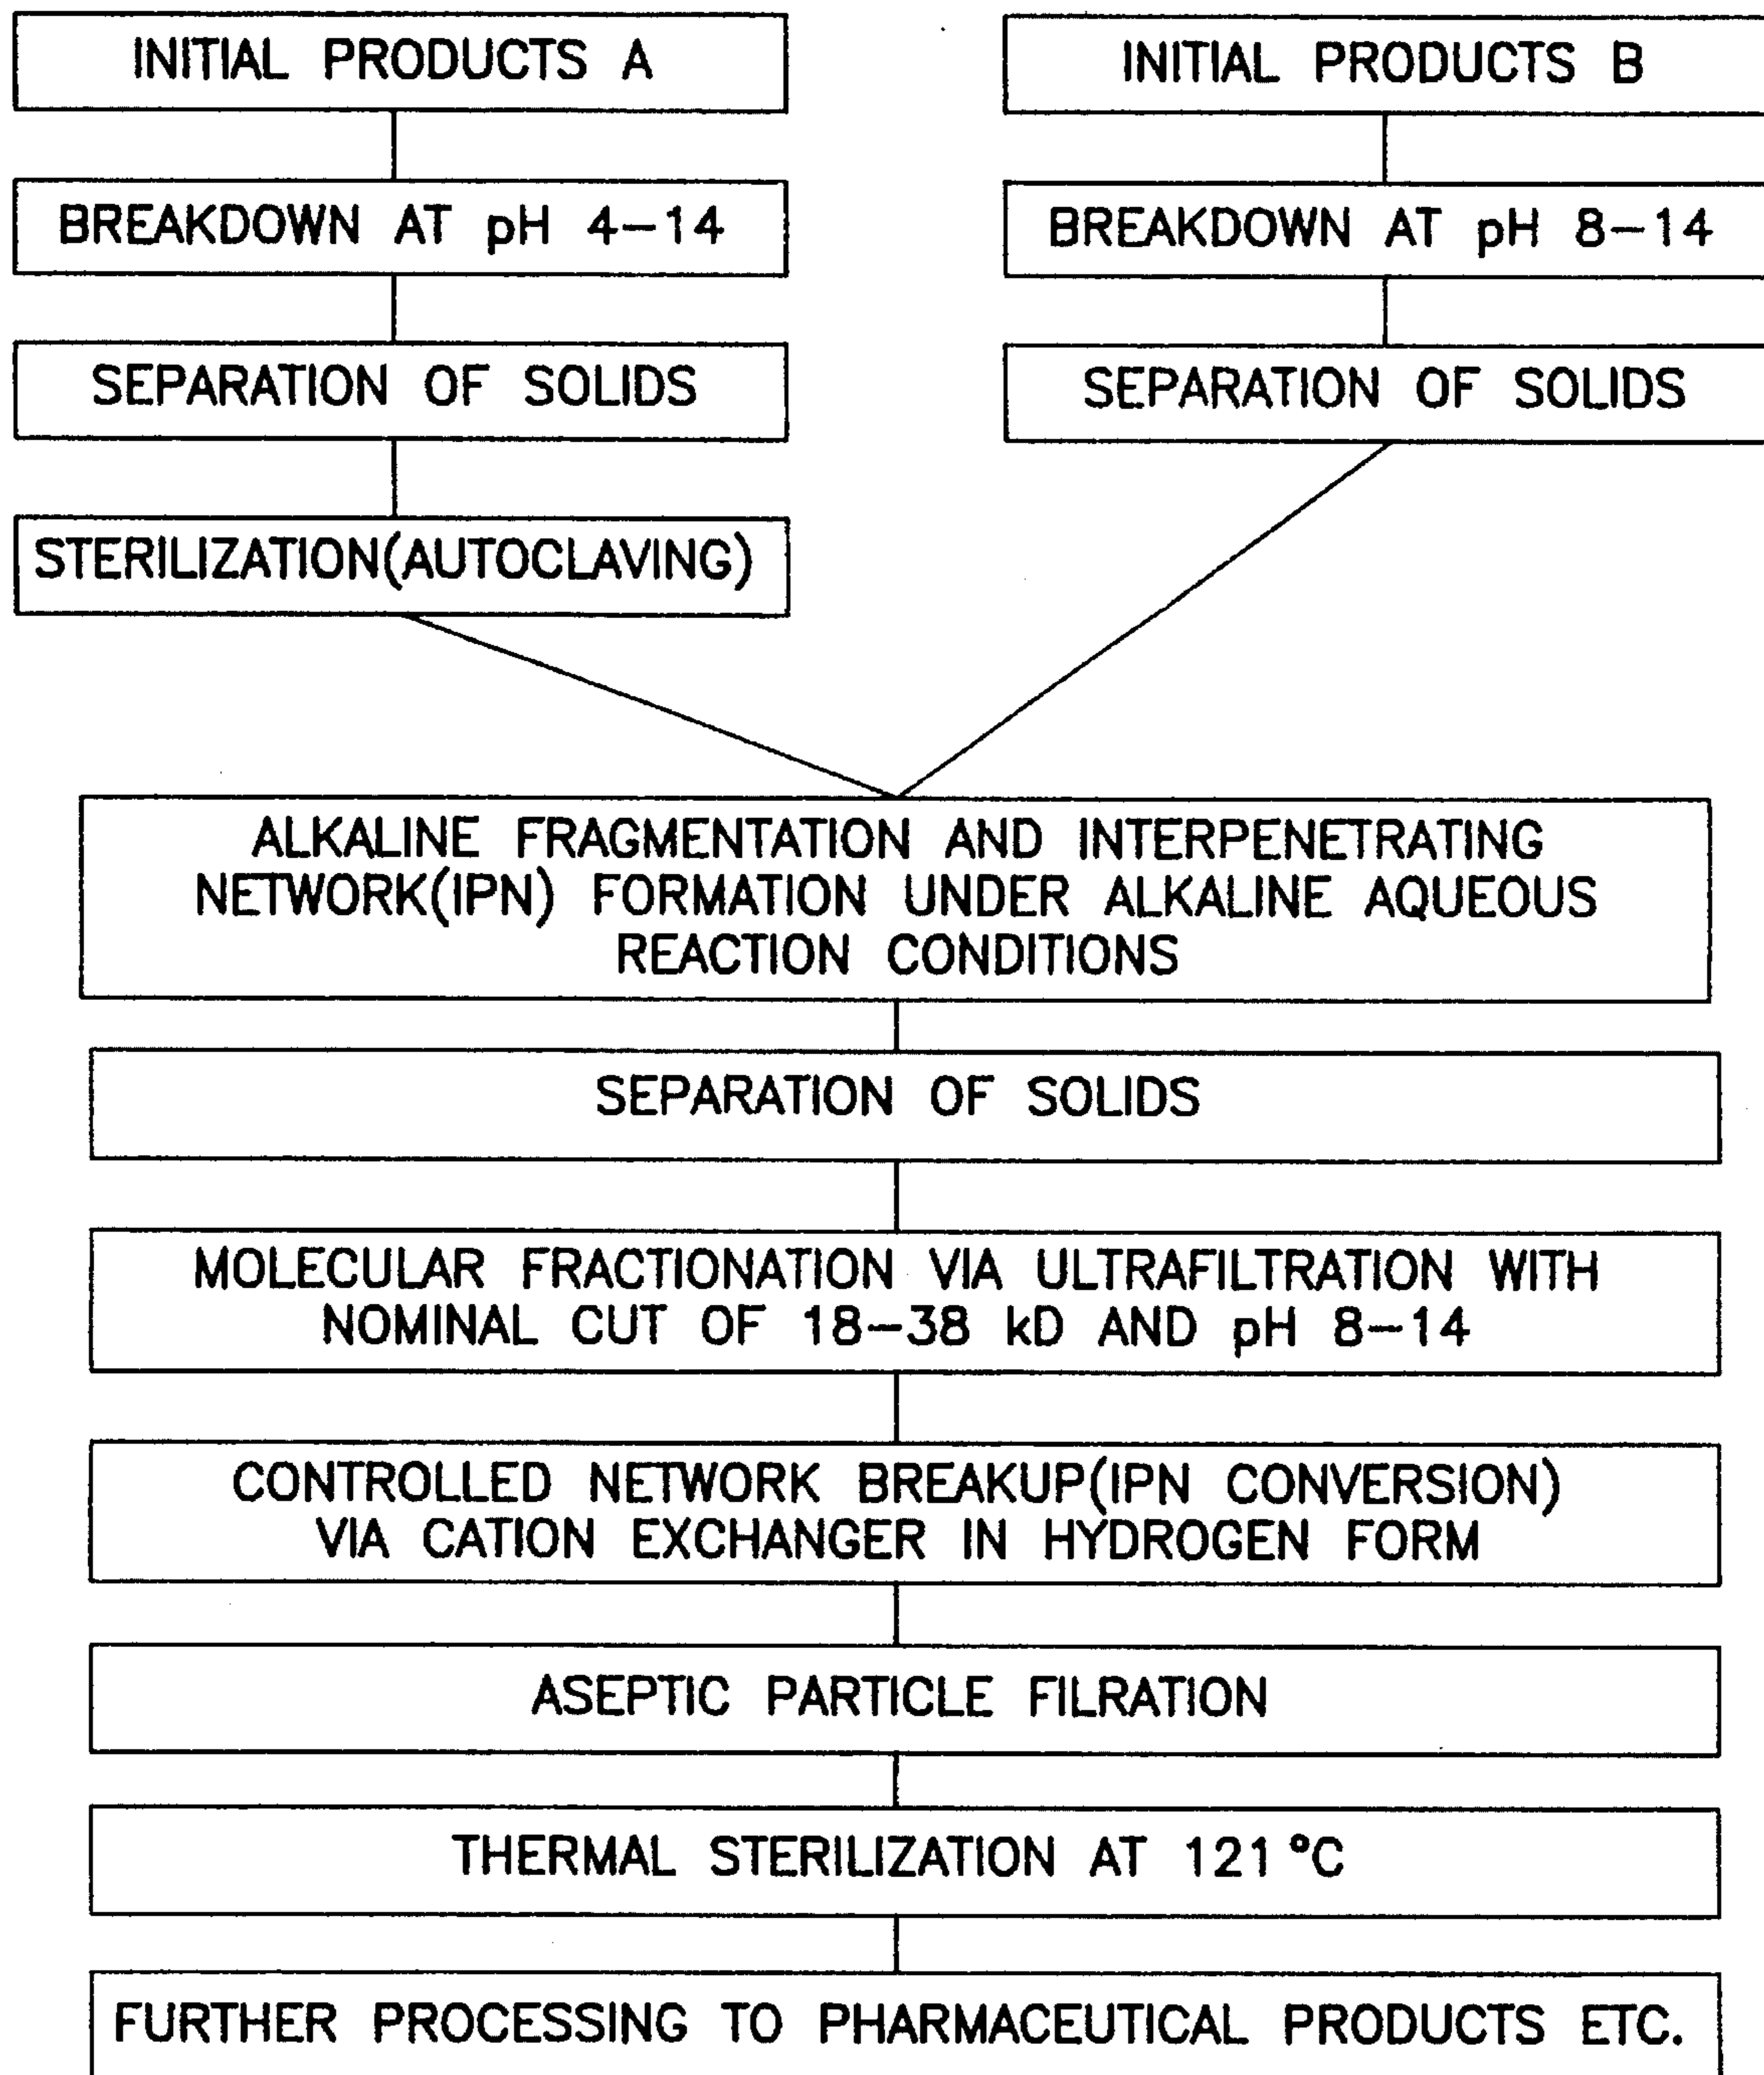 INITIAL PRODUCTS A
BREAKDOWN AT pH 4-14
SEPARATION OF SOLIDS
STERILIZATION(AUTOCLAVING)
INITIAL PRODUCTS B
BREAKDOWN AT pH 8-14
SEPARATION OF SOLIDS
ALKALINE FRAGMENTATION AND INTERPENETRATING
NETWORK(IPN) FORMATION UNDER ALKALINE AQUEOUS
REACTION CONDITIONS
SEPARATION OF SOLIDS
MOLECULAR FRACTIONATION VIA ULTRAFILTRATION WITH
NOMINAL CUT OF 18-38 kD AND pH 8-14
CONTROLLED NETWORK BREAKUP(IPN CONVERSION)
VIA CATION EXCHANGER IN HYDROGEN FORM
ASEPTIC PARTICLE FILRATION
THERMAL STERILIZATION AT 121°C
FURTHER PROCESSING TO PHARMACEUTICAL PRODUCTS ETC.